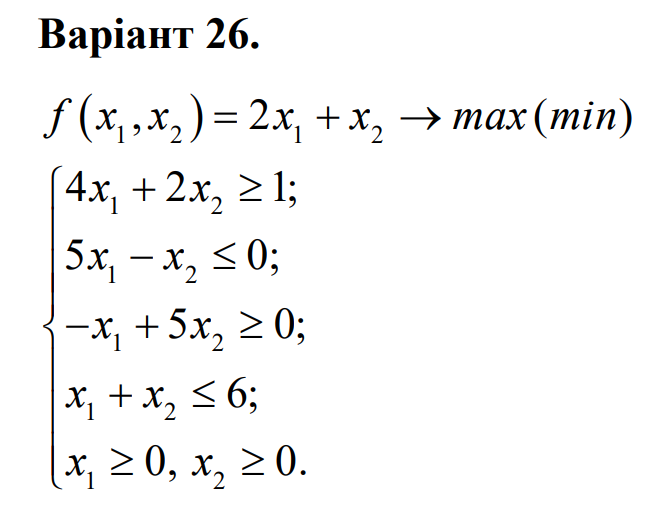 Варіант 26.
f(x₁,x₂) = 2x₁ + x₂ → max(min)
4x₁ + 2x₂ ≥ 1;
5x₁ − x₂ ≤ 0;
−x₁ + 5x₂ ≥ 0;
x₁ + x₂ ≤ 6;
x₁ ≥ 0, x₂ ≥ 0.